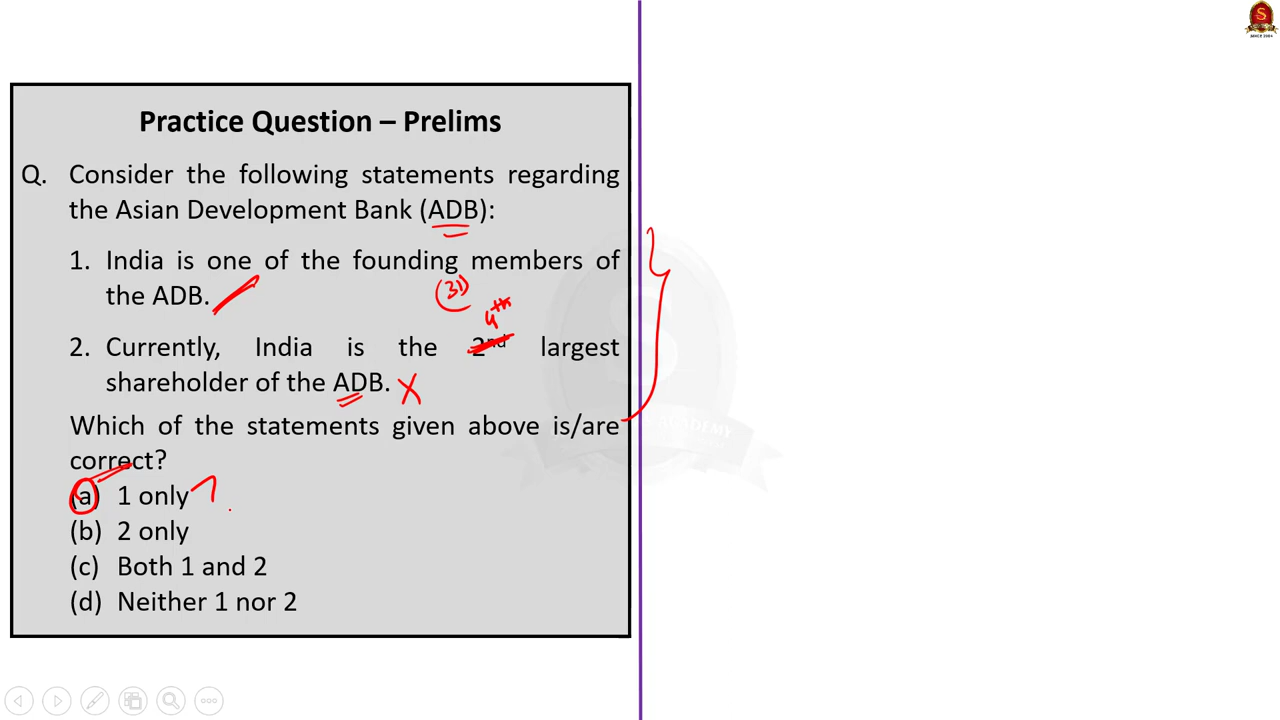 S
SINCE 2004
Practice Question – Prelims
Q. Consider the following statements regarding
the Asian Development Bank (ADB):
1. India is one of the founding members of
the ADB.
(31)
4th
2. Currently, India is the 2nd largest
shareholder of the ADB. X
Which of the statements given above is/are
correct?
(a) 1 only
(b) 2 only
(c) Both 1 and 2
(d) Neither 1 nor 2